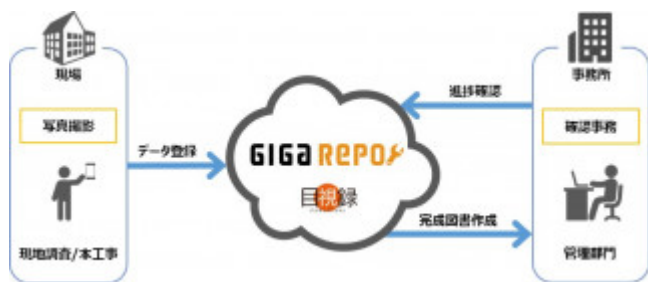 現場
写真撮影
現地調査/本工事
データ登録
GIGa RePO
目視録
進捗確認
完成図書作成
事務所
確認事務
管理部門